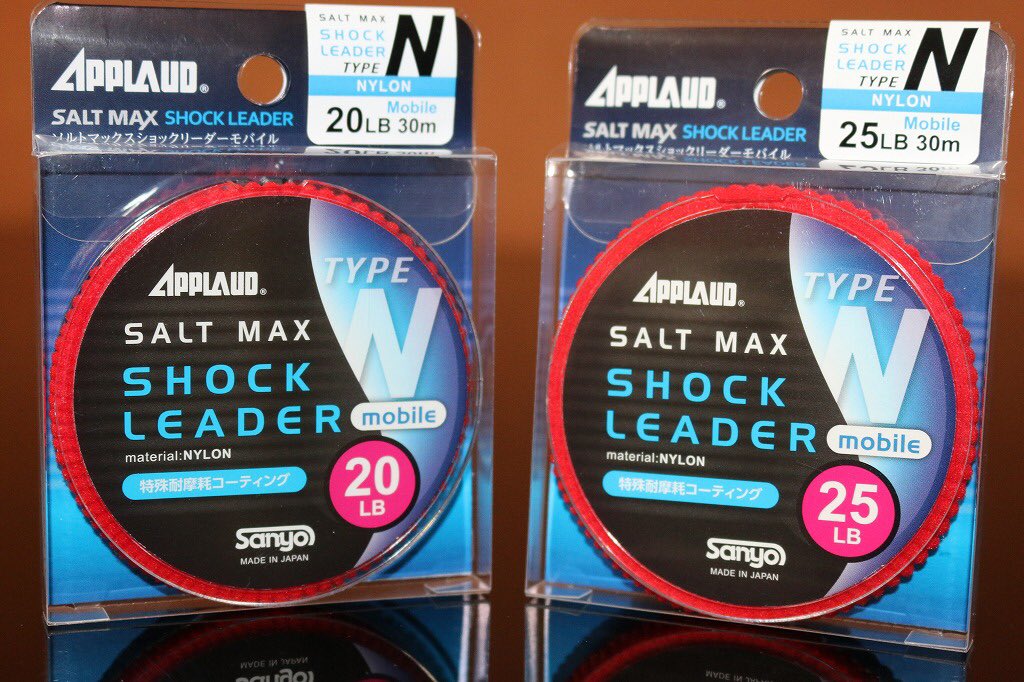 APPLAUD®
SALT MAX SHOCK LEADER
ソルトマックスショックリーダーモバイル
SALT MAX
SHOCK
LEADER
TYPE N
NYLON
Mobile
20LB 30m
APPLAUD®
SALT MAX
SHOCK
LEADER mobile
TYPE
N
material:NYLON
特殊耐摩耗コーティング
20
LB
Sanyo
MADE IN JAPAN
APPLAUD®
SALT MAX SHOCK LEADER
ソルトマックスショックリーダーモバイル
SALT MAX
SHOCK
LEADER
TYPE N
NYLON
Mobile
25LB 30m
APPLAUD®
SALT MAX
SHOCK
LEADER mobile
TYPE
N
material:NYLON
特殊耐摩耗コーティング
25
LB
Sanyo
MADE IN JAPAN